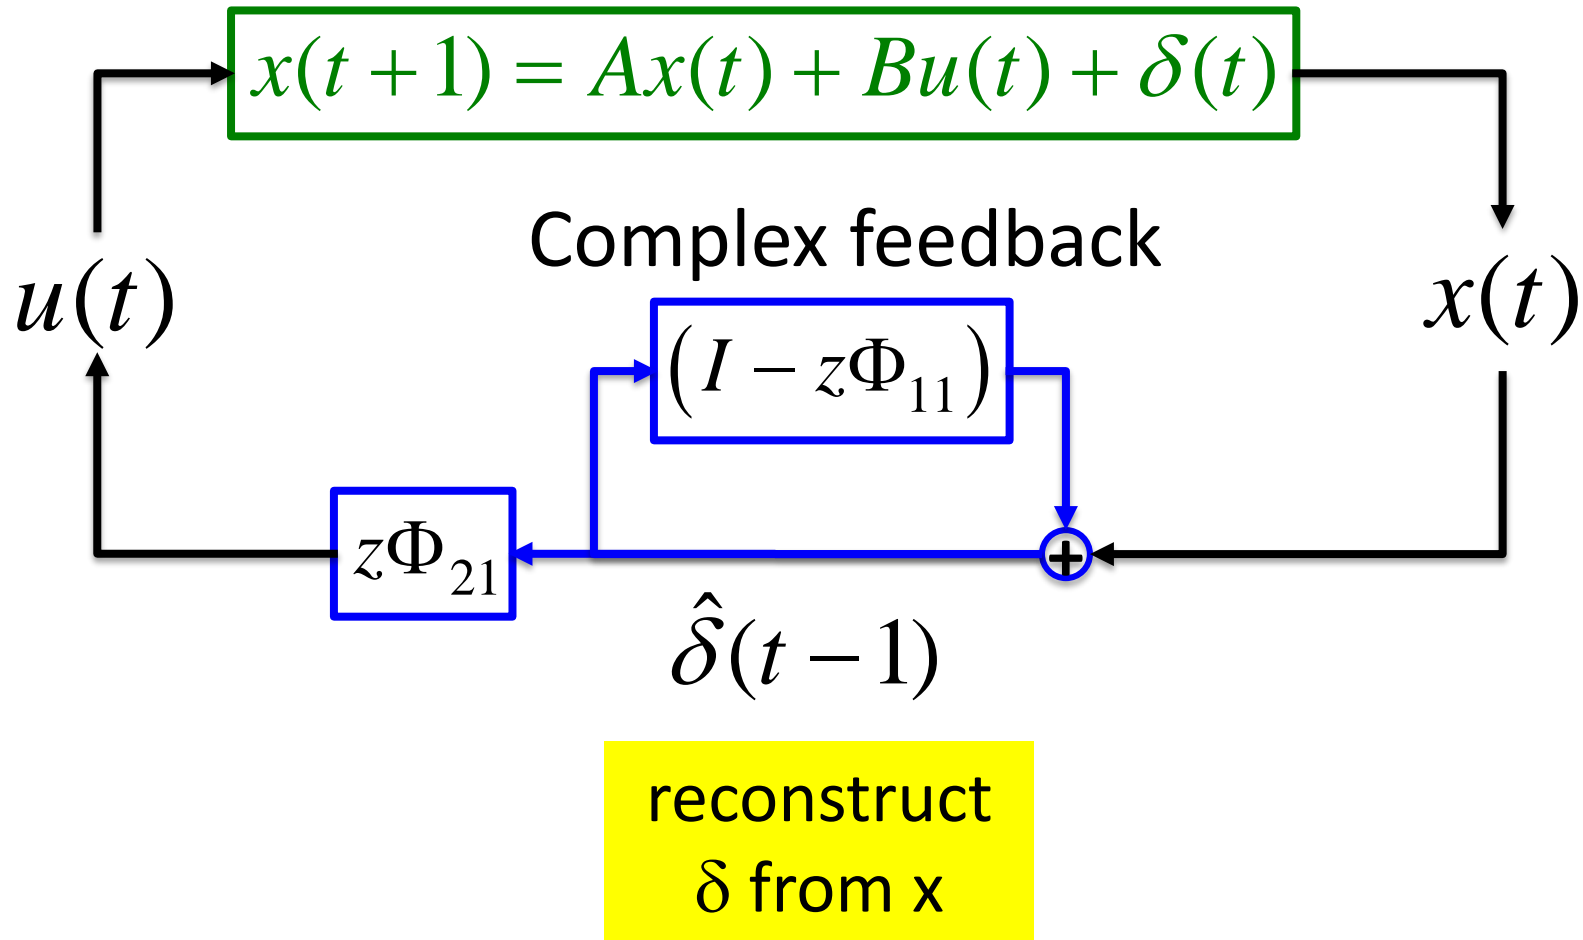 x(t + 1) = Ax(t) + Bu(t) + δ(t)
Complex feedback
u(t)
x(t)
(I − zΦ₁₁)
zΦ₂₁
+
δ̂(t − 1)
reconstruct
δ from x